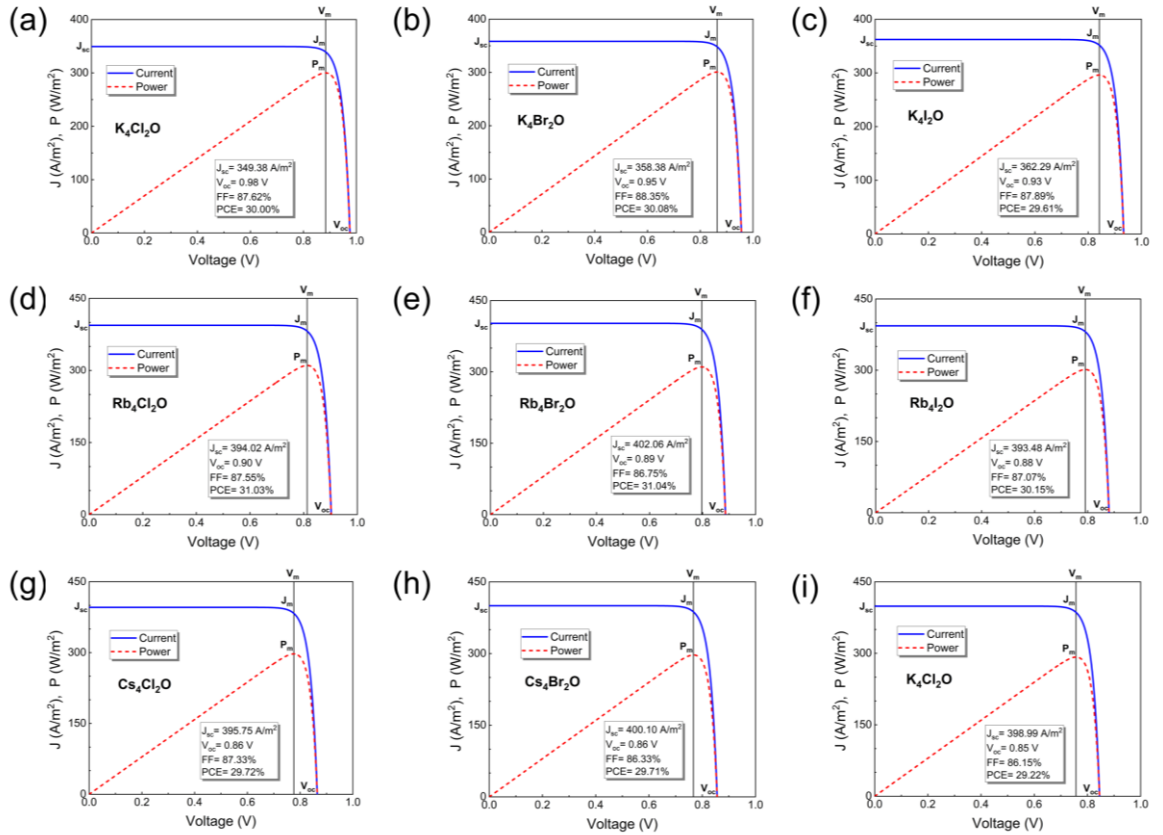 (a)
V_m
400
J_sc
J_m
300
P_m
Current
Power
200
K₄Cl₂O
J_sc= 349.38 A/m²
V_oc= 0.98 V
FF= 87.62%
PCE= 30.00%
100
0
V_oc
0.0 0.2 0.4 0.6 0.8 1.0
Voltage (V)
J (A/m²), P (W/m²)
(b)
V_m
400
J_sc
J_m
300
P_m
Current
Power
200
K₄Br₂O
J_sc= 358.38 A/m²
V_oc= 0.95 V
FF= 88.35%
PCE= 30.08%
100
0
V_oc
0.0 0.2 0.4 0.6 0.8 1.0
Voltage (V)
J (A/m²), P (W/m²)
(c)
V_m
400
J_sc
J_m
300
P_m
Current
Power
200
K₄I₂O
J_sc= 362.29 A/m²
V_oc= 0.93 V
FF= 87.89%
PCE= 29.61%
100
0
V_oc
0.0 0.2 0.4 0.6 0.8 1.0
Voltage (V)
J (A/m²), P (W/m²)
(d)
V_m
450
J_sc
J_m
P_m
Current
Power
300
Rb₄Cl₂O
J_sc= 394.02 A/m²
V_oc= 0.90 V
FF= 87.55%
PCE= 31.03%
150
0
V_oc
0.0 0.2 0.4 0.6 0.8 1.0
Voltage (V)
J (A/m²), P (W/m²)
(e)
V_m
450
J_sc
J_m
P_m
Current
Power
300
Rb₄Br₂O
J_sc= 402.06 A/m²
V_oc= 0.89 V
FF= 86.75%
PCE= 31.04%
150
0
V_oc
0.0 0.2 0.4 0.6 0.8 1.0
Voltage (V)
J (A/m²), P (W/m²)
(f)
V_m
450
J_sc
J_m
P_m
Current
Power
300
Rb₄I₂O
J_sc= 393.48 A/m²
V_oc= 0.88 V
FF= 87.07%
PCE= 30.15%
150
0
V_oc
0.0 0.2 0.4 0.6 0.8 1.0
Voltage (V)
J (A/m²), P (W/m²)
(g)
V_m
450
J_sc
J_m
Current
Power
P_m
300
Cs₄Cl₂O
J_sc= 395.75 A/m²
V_oc= 0.86 V
FF= 87.33%
PCE= 29.72%
150
0
V_oc
0.0 0.2 0.4 0.6 0.8 1.0
Voltage (V)
J (A/m²), P (W/m²)
(h)
V_m
450
J_sc
J_m
Current
Power
P_m
300
Cs₄Br₂O
J_sc= 400.10 A/m²
V_oc= 0.86 V
FF= 86.33%
PCE= 29.71%
150
0
V_oc
0.0 0.2 0.4 0.6 0.8 1.0
Voltage (V)
J (A/m²), P (W/m²)
(i)
V_m
450
J_sc
J_m
Current
Power
P_m
300
K₄Cl₂O
J_sc= 398.99 A/m²
V_oc= 0.85 V
FF= 86.15%
PCE= 29.22%
150
0
V_oc
0.0 0.2 0.4 0.6 0.8 1.0
Voltage (V)
J (A/m²), P (W/m²)